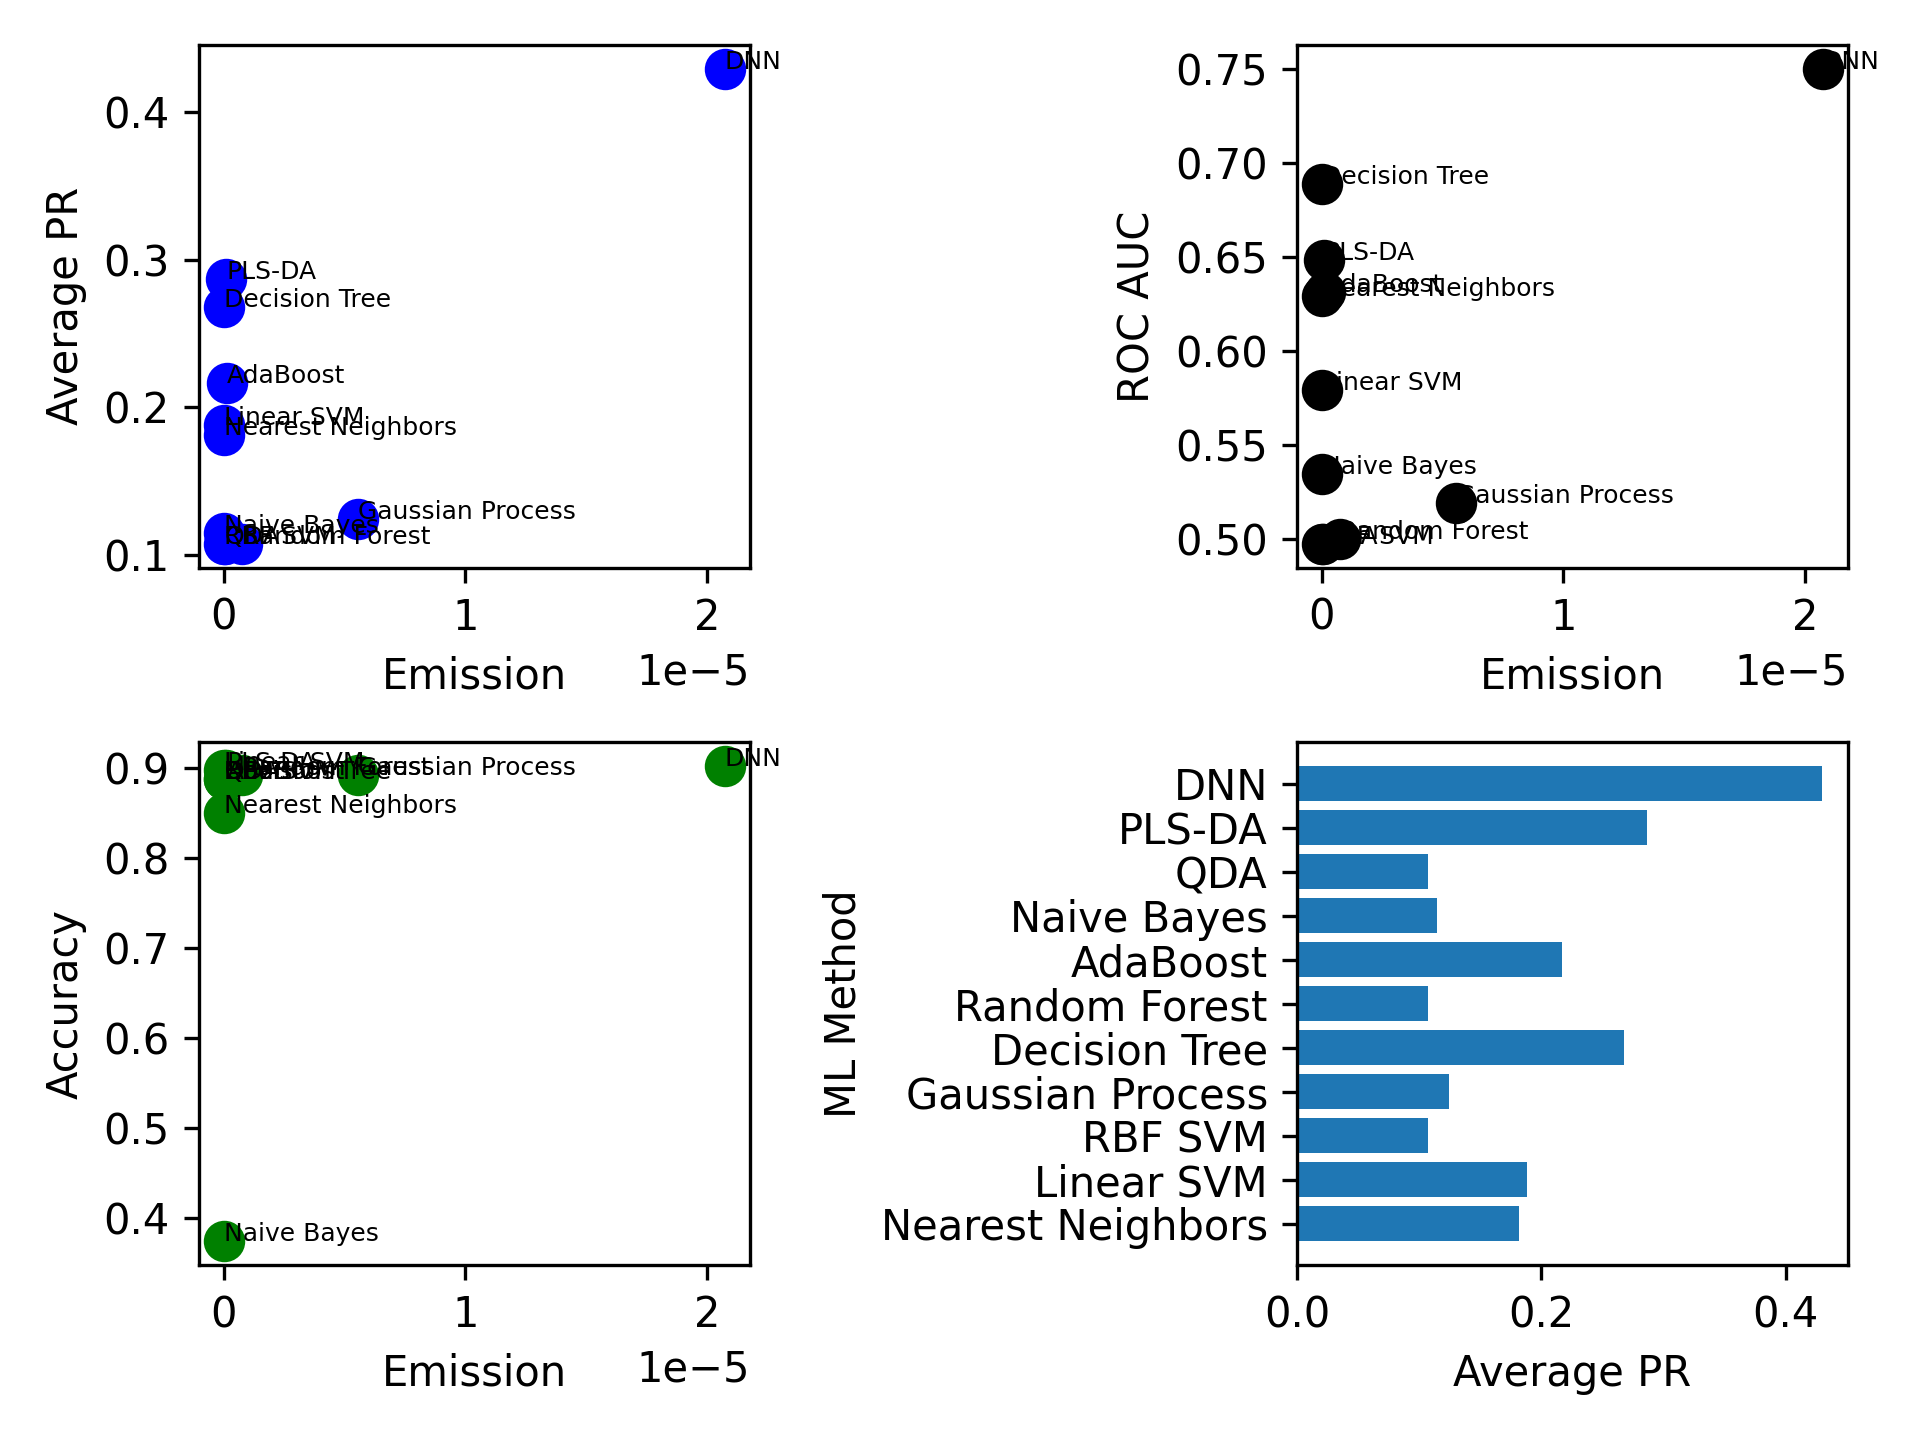 0.4
0.3
0.2
0.1
Average PR
DNN
PLS-DA
Decision Tree
AdaBoost
Linear SVM
Nearest Neighbors
Gaussian Process
Naive Bayes
Random Forest
0
1
2
Emission
1e−5
0.75
0.70
0.65
0.60
0.55
0.50
ROC AUC
DNN
Decision Tree
PLS-DA
AdaBoost
Nearest Neighbors
Linear SVM
Naive Bayes
Gaussian Process
Random Forest
0
1
2
Emission
1e−5
0.9
0.8
0.7
0.6
0.5
0.4
Accuracy
DNN
Gaussian Process
Nearest Neighbors
Naive Bayes
0
1
2
Emission
1e−5
ML Method
DNN
PLS-DA
QDA
Naive Bayes
AdaBoost
Random Forest
Decision Tree
Gaussian Process
RBF SVM
Linear SVM
Nearest Neighbors
0.0
0.2
0.4
Average PR